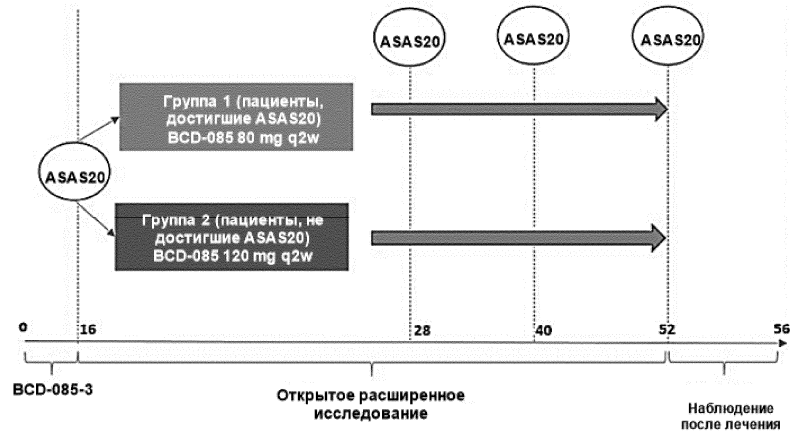 ASAS20
ASAS20
ASAS20
Группа 1 (пациенты,
достигшие ASAS20)
BCD-085 80 mg q2w
ASAS20
Группа 2 (пациенты, не
достигшие ASAS20)
BCD-085 120 mg q2w
0
16
28
40
52
56
BCD-085-3
Открытое расширенное
исследование
Наблюдение
после лечения